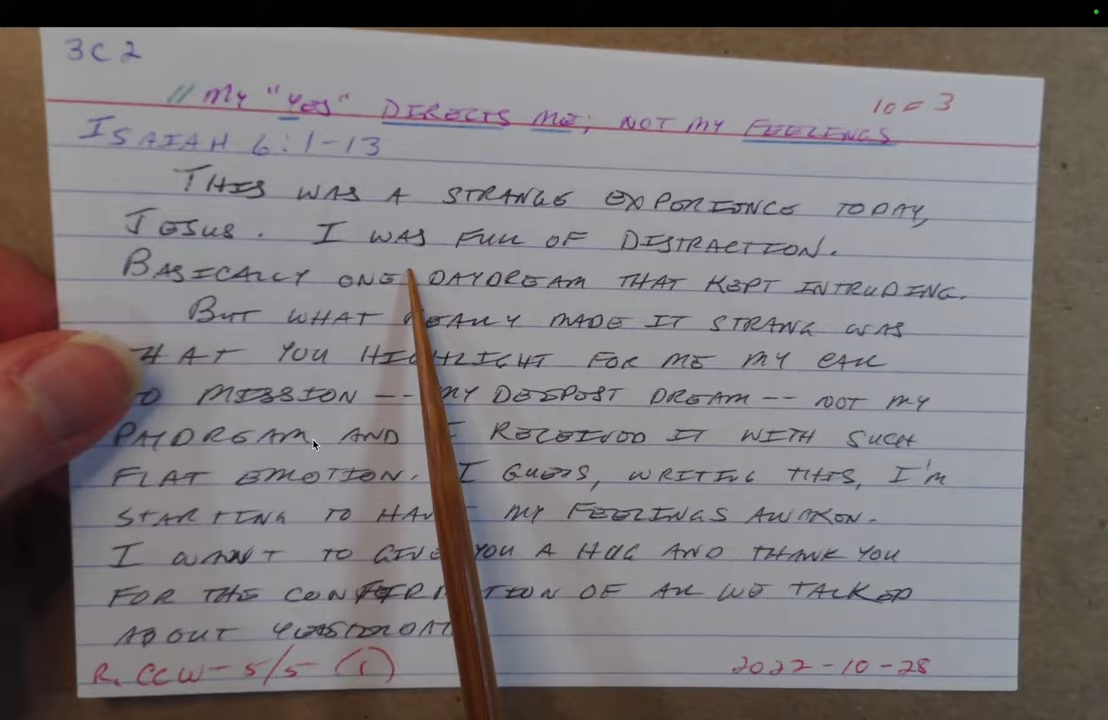 3C2
// My "Yes" DIRECTS Me; NOT MY FEELINGS
1 OF 3
ISAIAH 6:1-13
THIS WAS A STRANGE EXPERIENCE TODAY,
JESUS. I WAS FULL OF DISTRACTION.
BASICALLY ONE DAYDREAM THAT KEPT INTRUDING.
BUT WHAT REALLY MADE IT STRANG WAS
THAT YOU HIGHLIGHT FOR ME MY CALL
TO MISSION -- MY DEEPEST DREAM -- NOT MY
DAYDREAM, AND I RECEIVED IT WITH SUCH
FLAT EMOTION. I GUESS, WRITING THIS, I'M
STARTING TO HAVE MY FEELINGS AWAKEN.
I WANT TO GIVE YOU A HUG AND THANK YOU
FOR THE OF ALL WE TALKED
ABOUT YESTERDAY
R. CCW - 5/5 - (1)
2022-10-28